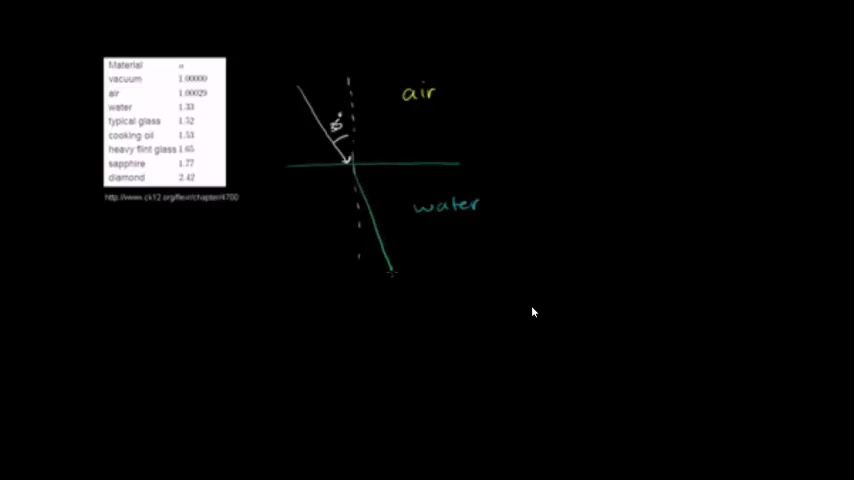 Material n
vacuum 1.00000
air 1.00029
water 1.33
typical glass 1.52
cooking oil 1.53
heavy flint glass 1.65
sapphire 1.77
diamond 2.42
http://www.ck12.org/flexr/chapter/4700
air
35°
water